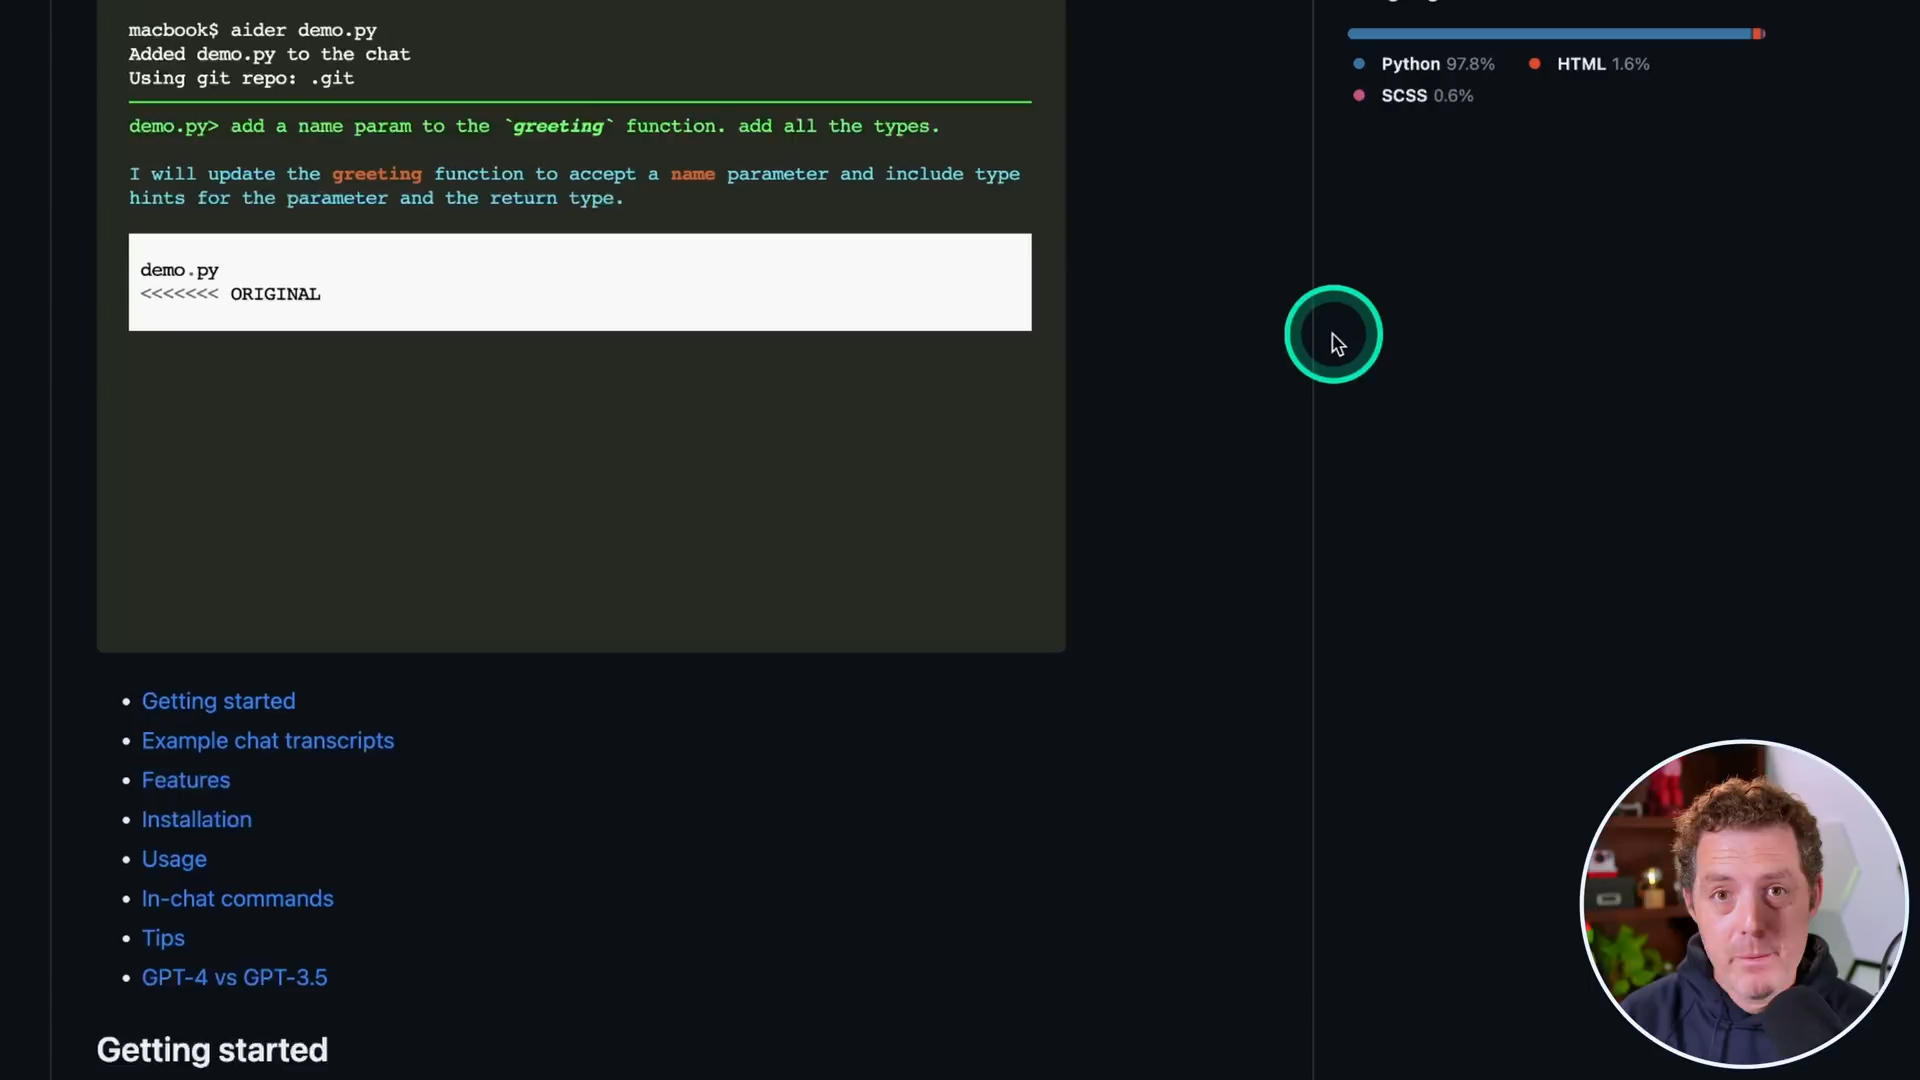 macbook$ aider demo.py
Added demo.py to the chat
Using git repo: .git
demo.py> add a name param to the `greeting` function. add all the types.
I will update the greeting function to accept a name parameter and include type
hints for the parameter and the return type.
demo.py
<<<<<<< ORIGINAL
Getting started
Example chat transcripts
Features
Installation
Usage
In-chat commands
Tips
GPT-4 vs GPT-3.5
Getting started
Python 97.8% HTML 1.6%
SCSS 0.6%